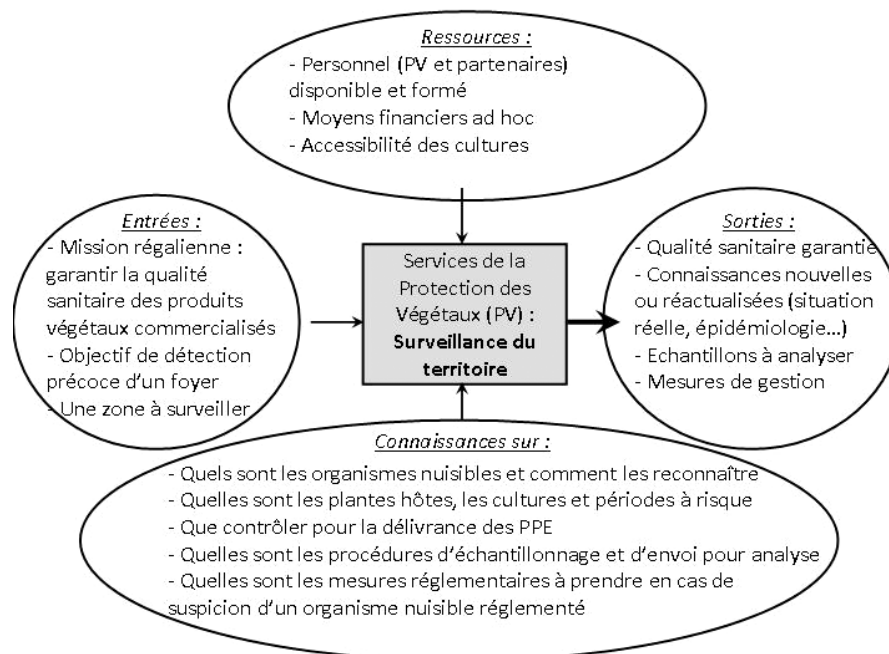 Ressources :
- Personnel (PV et partenaires)
disponible et formé
- Moyens financiers ad hoc
- Accessibilité des cultures
Entrées :
- Mission régalienne :
garantir la qualité
sanitaire des produits
végétaux commercialisés
- Objectif de détection
précoce d'un foyer
- Une zone à surveiller
Services de la
Protection des
Végétaux (PV) :
Surveillance du
territoire
Sorties :
- Qualité sanitaire garantie
- Connaissances nouvelles
ou réactualisées (situation
réelle, épidémiologie...)
- Echantillons à analyser
- Mesures de gestion
Connaissances sur :
- Quels sont les organismes nuisibles et comment les reconnaître
- Quelles sont les plantes hôtes, les cultures et périodes à risque
- Que contrôler pour la délivrance des PPE
- Quelles sont les procédures d'échantillonnage et d'envoi pour analyse
- Quelles sont les mesures réglementaires à prendre en cas de
suspicion d'un organisme nuisible réglementé